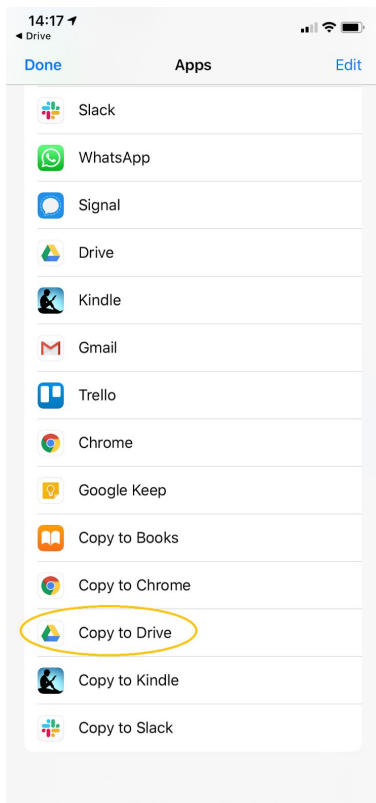 14:17
◀ Drive
Done Apps Edit
Slack
WhatsApp
Signal
Drive
Kindle
Gmail
Trello
Chrome
Google Keep
Copy to Books
Copy to Chrome
Copy to Drive
Copy to Kindle
Copy to Slack